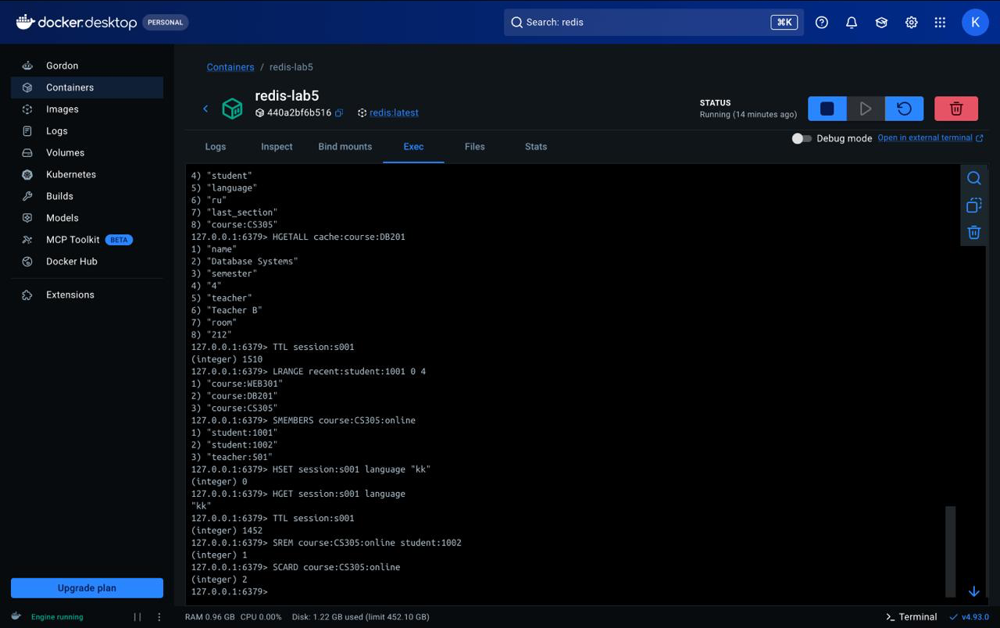 docker.desktop PERSONAL
Search: redis ⌘K
K
Gordon
Containers
Images
Logs
Volumes
Kubernetes
Builds
Models
MCP Toolkit BETA
Docker Hub
Extensions
Upgrade plan
Containers / redis-lab5
redis-lab5
440a2bf6b516 redis:latest
STATUS
Running (14 minutes ago)
Logs Inspect Bind mounts Exec Files Stats
Debug mode Open in external terminal
4) "student"
5) "language"
6) "ru"
7) "last_section"
8) "course:CS305"
127.0.0.1:6379> HGETALL cache:course:DB201
1) "name"
2) "Database Systems"
3) "semester"
4) "4"
5) "teacher"
6) "Teacher B"
7) "room"
8) "212"
127.0.0.1:6379> TTL session:s001
(integer) 1510
127.0.0.1:6379> LRANGE recent:student:1001 0 4
1) "course:WEB301"
2) "course:DB201"
3) "course:CS305"
127.0.0.1:6379> SMEMBERS course:CS305:online
1) "student:1001"
2) "student:1002"
3) "teacher:501"
127.0.0.1:6379> HSET session:s001 language "kk"
(integer) 0
127.0.0.1:6379> HGET session:s001 language
"kk"
127.0.0.1:6379> TTL session:s001
(integer) 1452
127.0.0.1:6379> SREM course:CS305:online student:1002
(integer) 1
127.0.0.1:6379> SCARD course:CS305:online
(integer) 2
127.0.0.1:6379>
Engine running
RAM 0.96 GB CPU 0.00% Disk: 1.22 GB used (limit 452.10 GB)
Terminal v4.93.0